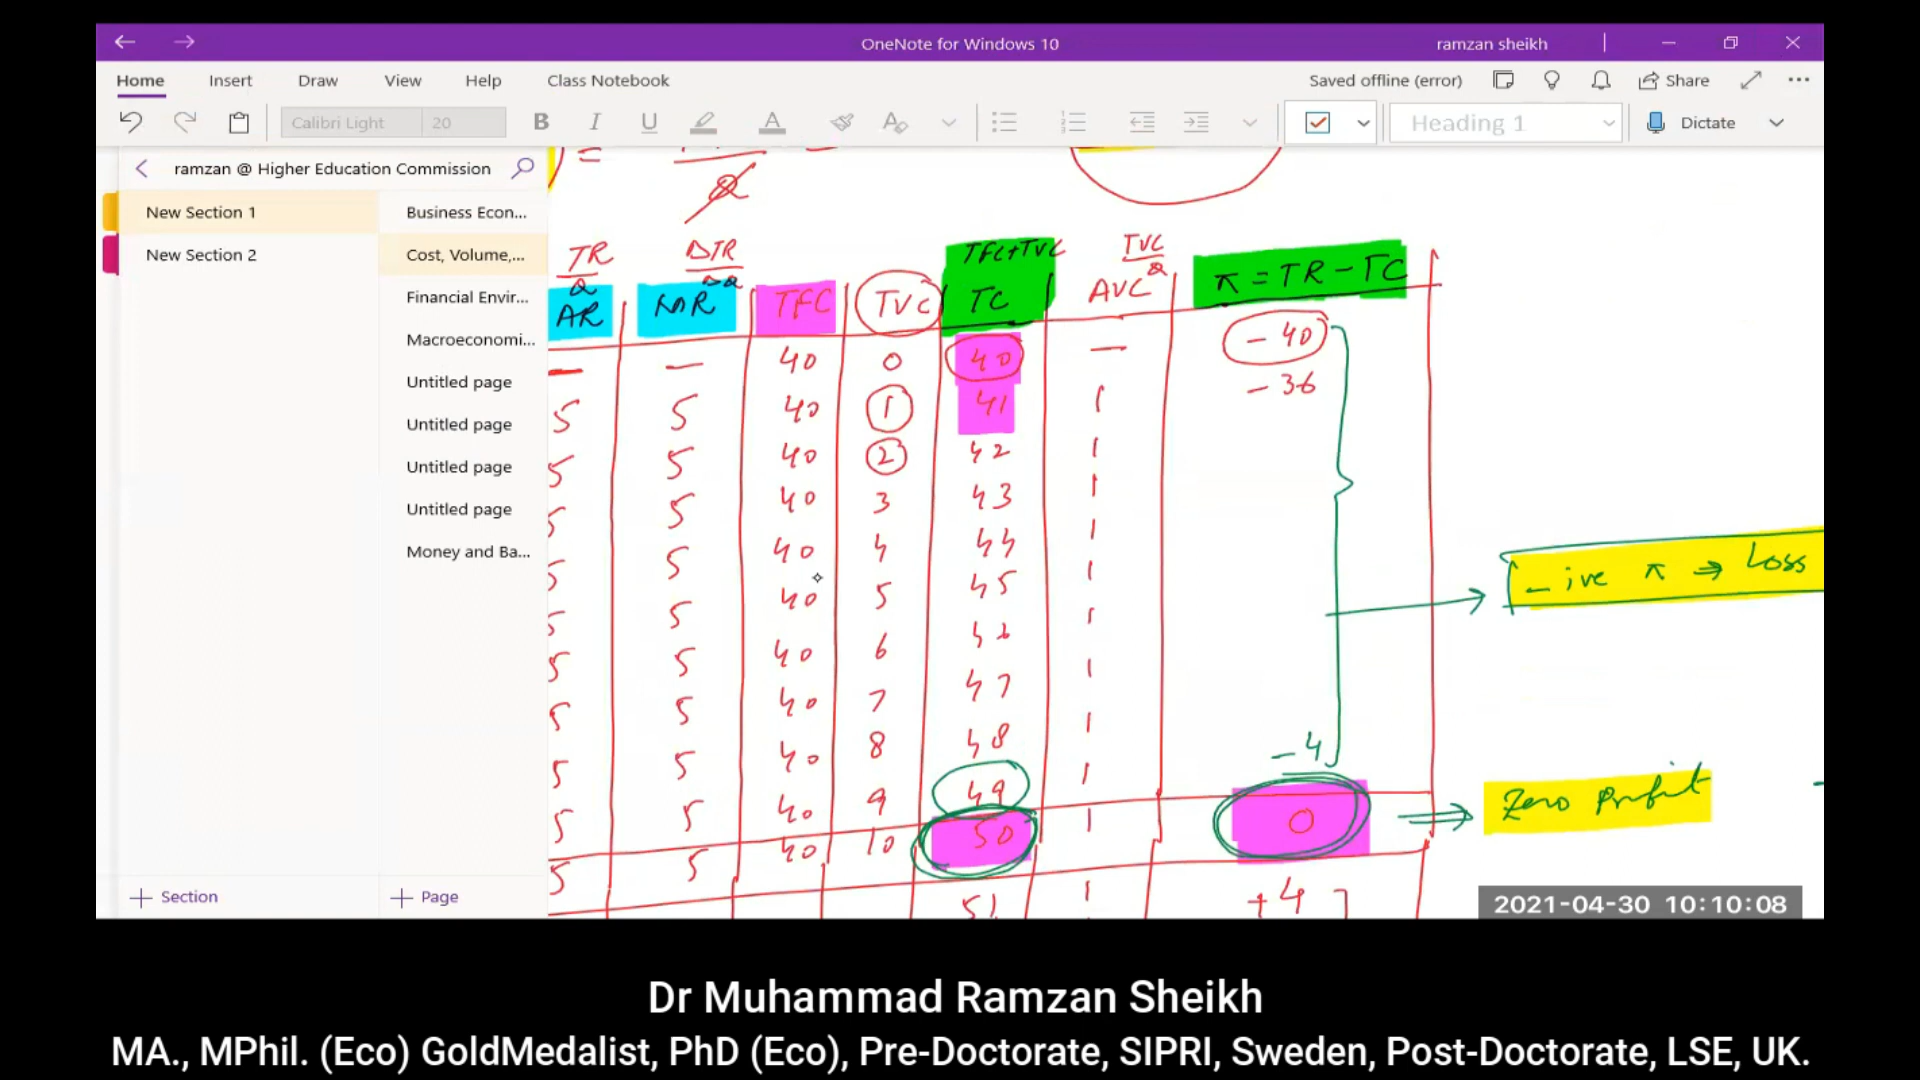 OneNote for Windows 10
ramzan sheikh
Home Insert Draw View Help Class Notebook
Saved offline (error) Share
Calibri Light 20 B I U A Heading 1 Dictate
ramzan @ Higher Education Commission
New Section 1
New Section 2
Business Econ...
Cost, Volume,...
Financial Envir...
Macroeconomi...
Untitled page
Untitled page
Untitled page
Untitled page
Money and Ba...
+ Section
+ Page
TR/Q ΔTR/ΔQ TFC+TVC TVC/Q
AR MR TFC TVC TC AVC π = TR - TC
— — 40 0 40 — - 40
5 5 40 1 41 1 - 36
5 5 40 2 42 1
5 5 40 3 43 1
5 5 40 4 44 1
5 5 40 5 45 1
5 5 40 6 46 1
5 5 40 7 47 1
5 5 40 8 48 1
5 5 40 9 49 1 - 4
5 5 40 10 50 1 0
51 1 + 4
- ive π ⇒ Loss
⇒ Zero Profit
2021-04-30 10:10:08
Dr Muhammad Ramzan Sheikh
MA., MPhil. (Eco) GoldMedalist, PhD (Eco), Pre-Doctorate, SIPRI, Sweden, Post-Doctorate, LSE, UK.